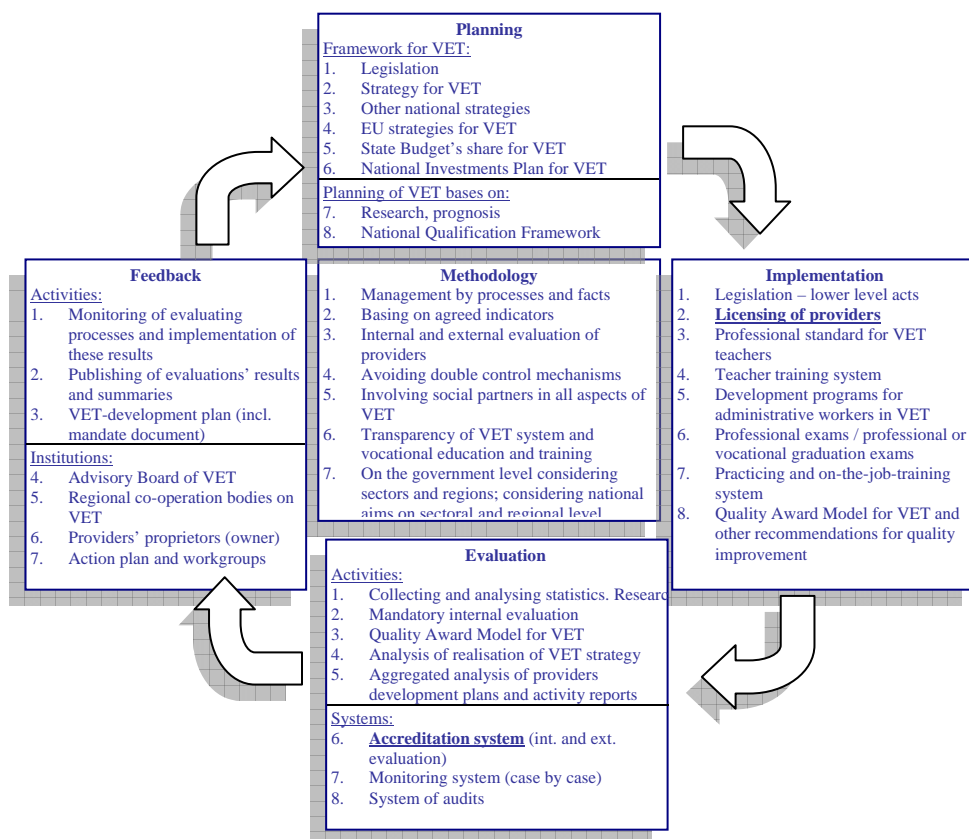 Planning
Framework for VET:
1. Legislation
2. Strategy for VET
3. Other national strategies
4. EU strategies for VET
5. State Budget's share for VET
6. National Investments Plan for VET
Planning of VET bases on:
7. Research, prognosis
8. National Qualification Framework
Feedback
Activities:
1. Monitoring of evaluating
processes and implementation of
these results
2. Publishing of evaluations' results
and summaries
3. VET-development plan (incl.
mandate document)
Institutions:
4. Advisory Board of VET
5. Regional co-operation bodies on
VET
6. Providers' proprietors (owner)
7. Action plan and workgroups
Methodology
1. Management by processes and facts
2. Basing on agreed indicators
3. Internal and external evaluation of
providers
4. Avoiding double control mechanisms
5. Involving social partners in all aspects of
VET
6. Transparency of VET system and
vocational education and training
7. On the government level considering
sectors and regions; considering national
aims on sectoral and regional level
Implementation
1. Legislation – lower level acts
2. Licensing of providers
3. Professional standard for VET
teachers
4. Teacher training system
5. Development programs for
administrative workers in VET
6. Professional exams / professional or
vocational graduation exams
7. Practicing and on-the-job-training
system
8. Quality Award Model for VET and
other recommendations for quality
improvement
Evaluation
Activities:
1. Collecting and analysing statistics. Researc
2. Mandatory internal evaluation
3. Quality Award Model for VET
4. Analysis of realisation of VET strategy
5. Aggregated analysis of providers
development plans and activity reports
Systems:
6. Accreditation system (int. and ext.
evaluation)
7. Monitoring system (case by case)
8. System of audits